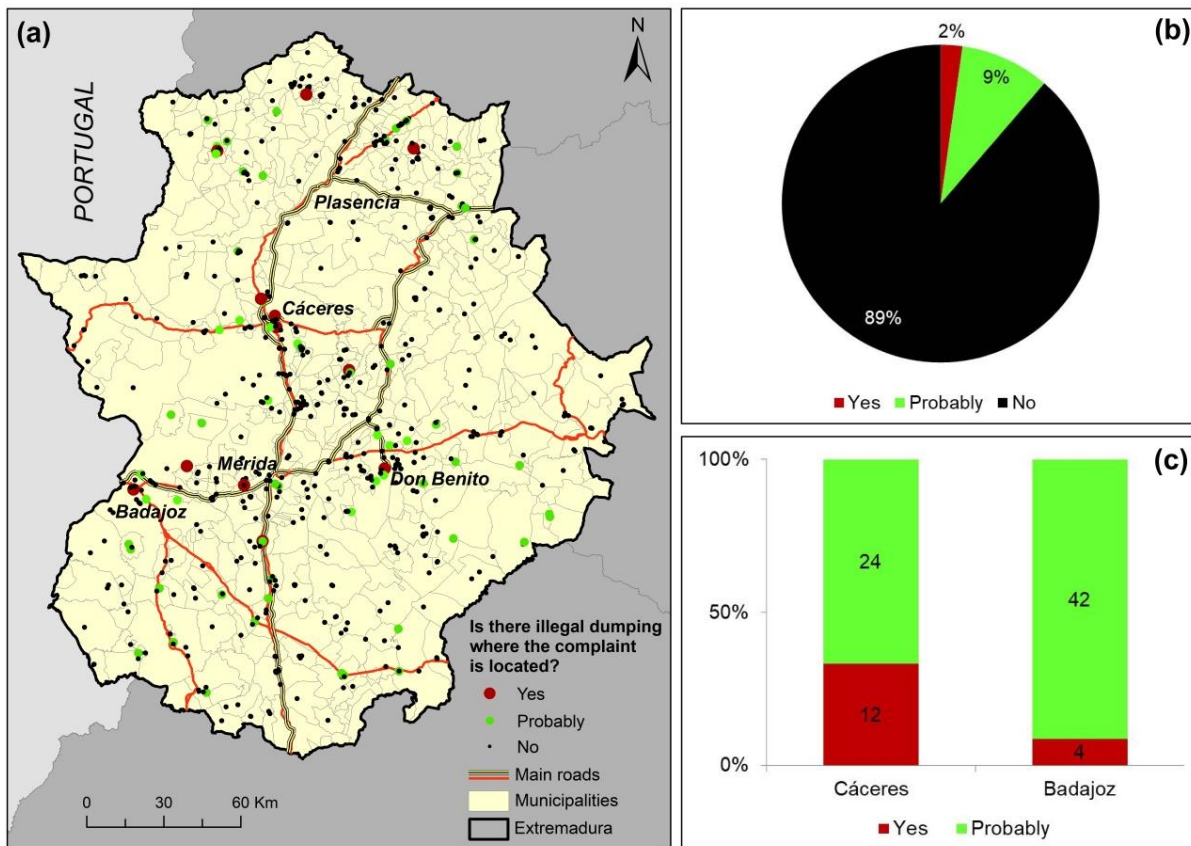 (a)
N
PORTUGAL
Plasencia
Cáceres
Mérida
Don Benito
Badajoz
Is there illegal dumping
where the complaint
is located?
Yes
Probably
No
Main roads
Municipalities
Extremadura
0 30 60 Km
(b)
2%
9%
89%
Yes Probably No
(c)
100%
50%
0%
24
12
42
4
Cáceres Badajoz
Yes Probably